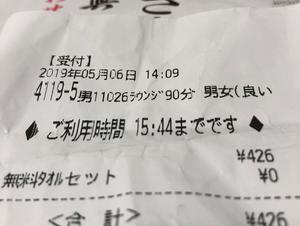 【受付】
2019年05月06日 14:09
4119-5男11026ラウンジ90分 男女(良い
◆ ご利用時間 15:44までです ◆
¥426
無料タオルセット ¥0
<合 計> ¥426